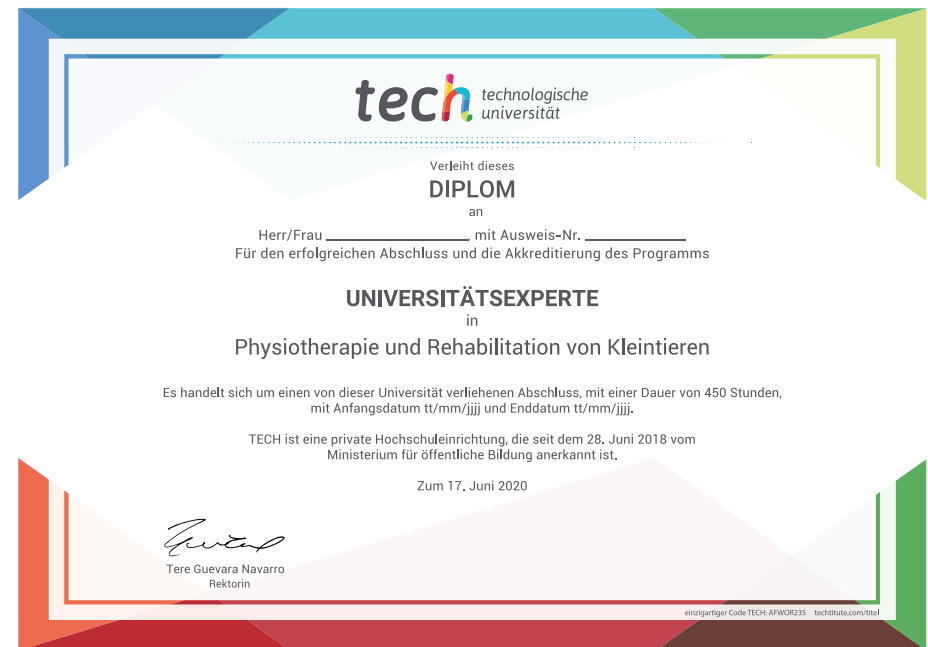 tech technologische
universität
Verleiht dieses
DIPLOM
an
Herr/Frau ____________________, mit Ausweis-Nr. ______________
Für den erfolgreichen Abschluss und die Akkreditierung des Programms
UNIVERSITÄTSEXPERTE
in
Physiotherapie und Rehabilitation von Kleintieren
Es handelt sich um einen von dieser Universität verliehenen Abschluss, mit einer Dauer von 450 Stunden,
mit Anfangsdatum tt/mm/jjjj und Enddatum tt/mm/jjjj.
TECH ist eine private Hochschuleinrichtung, die seit dem 28. Juni 2018 vom
Ministerium für öffentliche Bildung anerkannt ist.
Zum 17. Juni 2020
Tere Guevara Navarro
Rektorin
einzigartiger Code TECH: AFWOR23S techtitute.com/titel